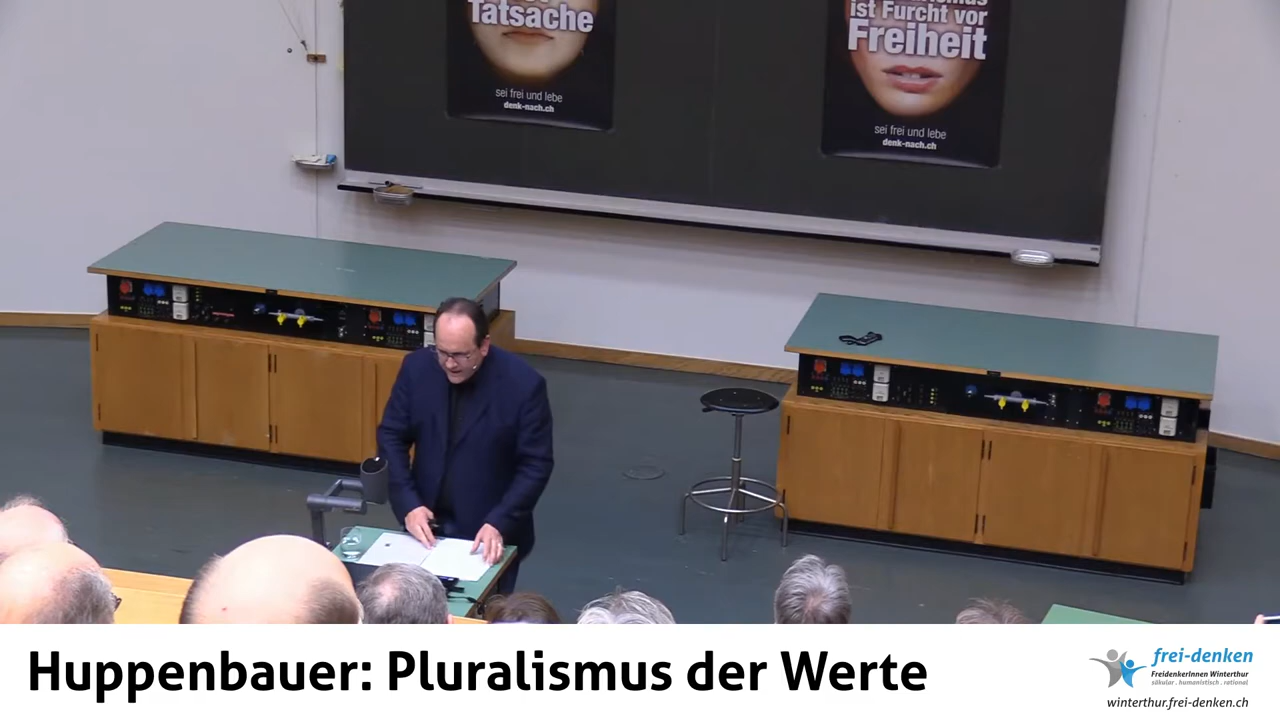 Tatsache
sei frei und lebe
denk-nach.ch
ist Furcht vor
Freiheit
sei frei und lebe
denk-nach.ch
Huppenbauer: Pluralismus der Werte
frei-denken
FreidenkerInnen Winterthur
säkular . humanistisch . rational
winterthur.frei-denken.ch